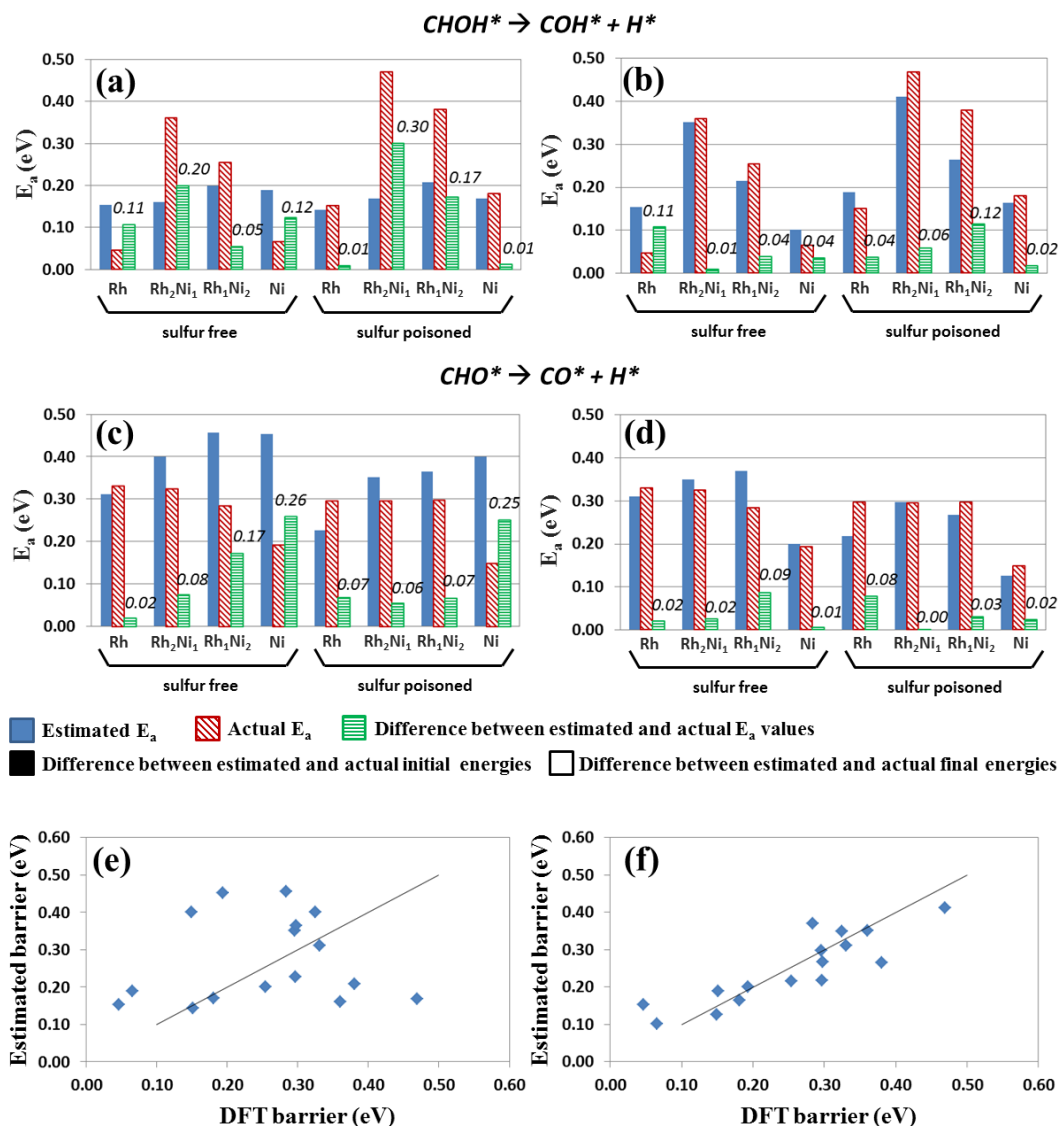 CHOH* → COH* + H*
(a)
(b)
E_a (eV)
0.50
0.40
0.30
0.20
0.10
0.00
0.11
0.20
0.05
0.12
0.01
0.30
0.17
0.01
Rh Rh₂Ni₁ Rh₁Ni₂ Ni Rh Rh₂Ni₁ Rh₁Ni₂ Ni
sulfur free sulfur poisoned
E_a (eV)
0.50
0.40
0.30
0.20
0.10
0.00
0.11
0.01
0.04
0.04
0.04
0.06
0.12
0.02
Rh Rh₂Ni₁ Rh₁Ni₂ Ni Rh Rh₂Ni₁ Rh₁Ni₂ Ni
sulfur free sulfur poisoned
CHO* → CO* + H*
(c)
(d)
E_a (eV)
0.50
0.40
0.30
0.20
0.10
0.00
0.02
0.08
0.17
0.26
0.07
0.06
0.07
0.25
Rh Rh₂Ni₁ Rh₁Ni₂ Ni Rh Rh₂Ni₁ Rh₁Ni₂ Ni
sulfur free sulfur poisoned
E_a (eV)
0.50
0.40
0.30
0.20
0.10
0.00
0.02
0.02
0.09
0.01
0.08
0.00
0.03
0.02
Rh Rh₂Ni₁ Rh₁Ni₂ Ni Rh Rh₂Ni₁ Rh₁Ni₂ Ni
sulfur free sulfur poisoned
Estimated E_a Actual E_a Difference between estimated and actual E_a values
Difference between estimated and actual initial energies Difference between estimated and actual final energies
(e)
Estimated barrier (eV)
0.60
0.50
0.40
0.30
0.20
0.10
0.00
0.00 0.10 0.20 0.30 0.40 0.50 0.60
DFT barrier (eV)
(f)
Estimated barrier (eV)
0.60
0.50
0.40
0.30
0.20
0.10
0.00
0.00 0.10 0.20 0.30 0.40 0.50 0.60
DFT barrier (eV)